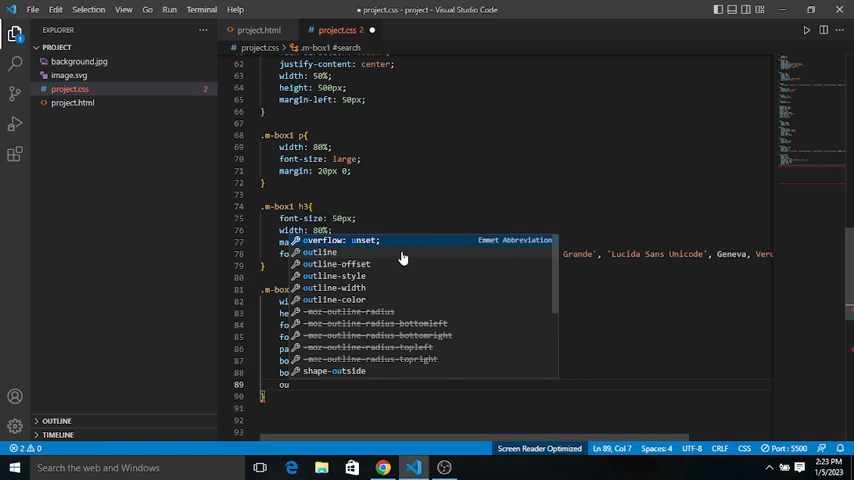 File Edit Selection View Go Run Terminal Help
● project.css - project - Visual Studio Code
EXPLORER ···
project.html
project.css 2 ●
PROJECT
project.css > .m-box1 #search
background.jpg
image.svg
project.css 2
project.html
62 justify-content: center;
63 width: 50%;
64 height: 500px;
65 margin-left: 50px;
66 }
67
68 .m-box1 p{
69 width: 80%;
70 font-size: large;
71 margin: 20px 0;
72 }
73
74 .m-box1 h3{
75 font-size: 50px;
76 width: 80%;
77 ma
78 fo Grande', 'Lucida Sans Unicode', Geneva, Verd
79 }
80
81 .m-box
82 wi
83 he
84 fo
85 fo
86 pa
87 bo
88 bo
89 ou
90 }
91
92
93
overflow: unset; Emmet Abbreviation
outline
outline-offset
outline-style
outline-width
outline-color
-moz-outline-radius
-moz-outline-radius-bottomleft
-moz-outline-radius-bottomright
-moz-outline-radius-topleft
-moz-outline-radius-topright
shape-outside
OUTLINE
TIMELINE
2 0 Screen Reader Optimized Ln 89, Col 7 Spaces: 4 UTF-8 CRLF CSS Port : 5500
Search the web and Windows
2:23 PM
1/5/2023